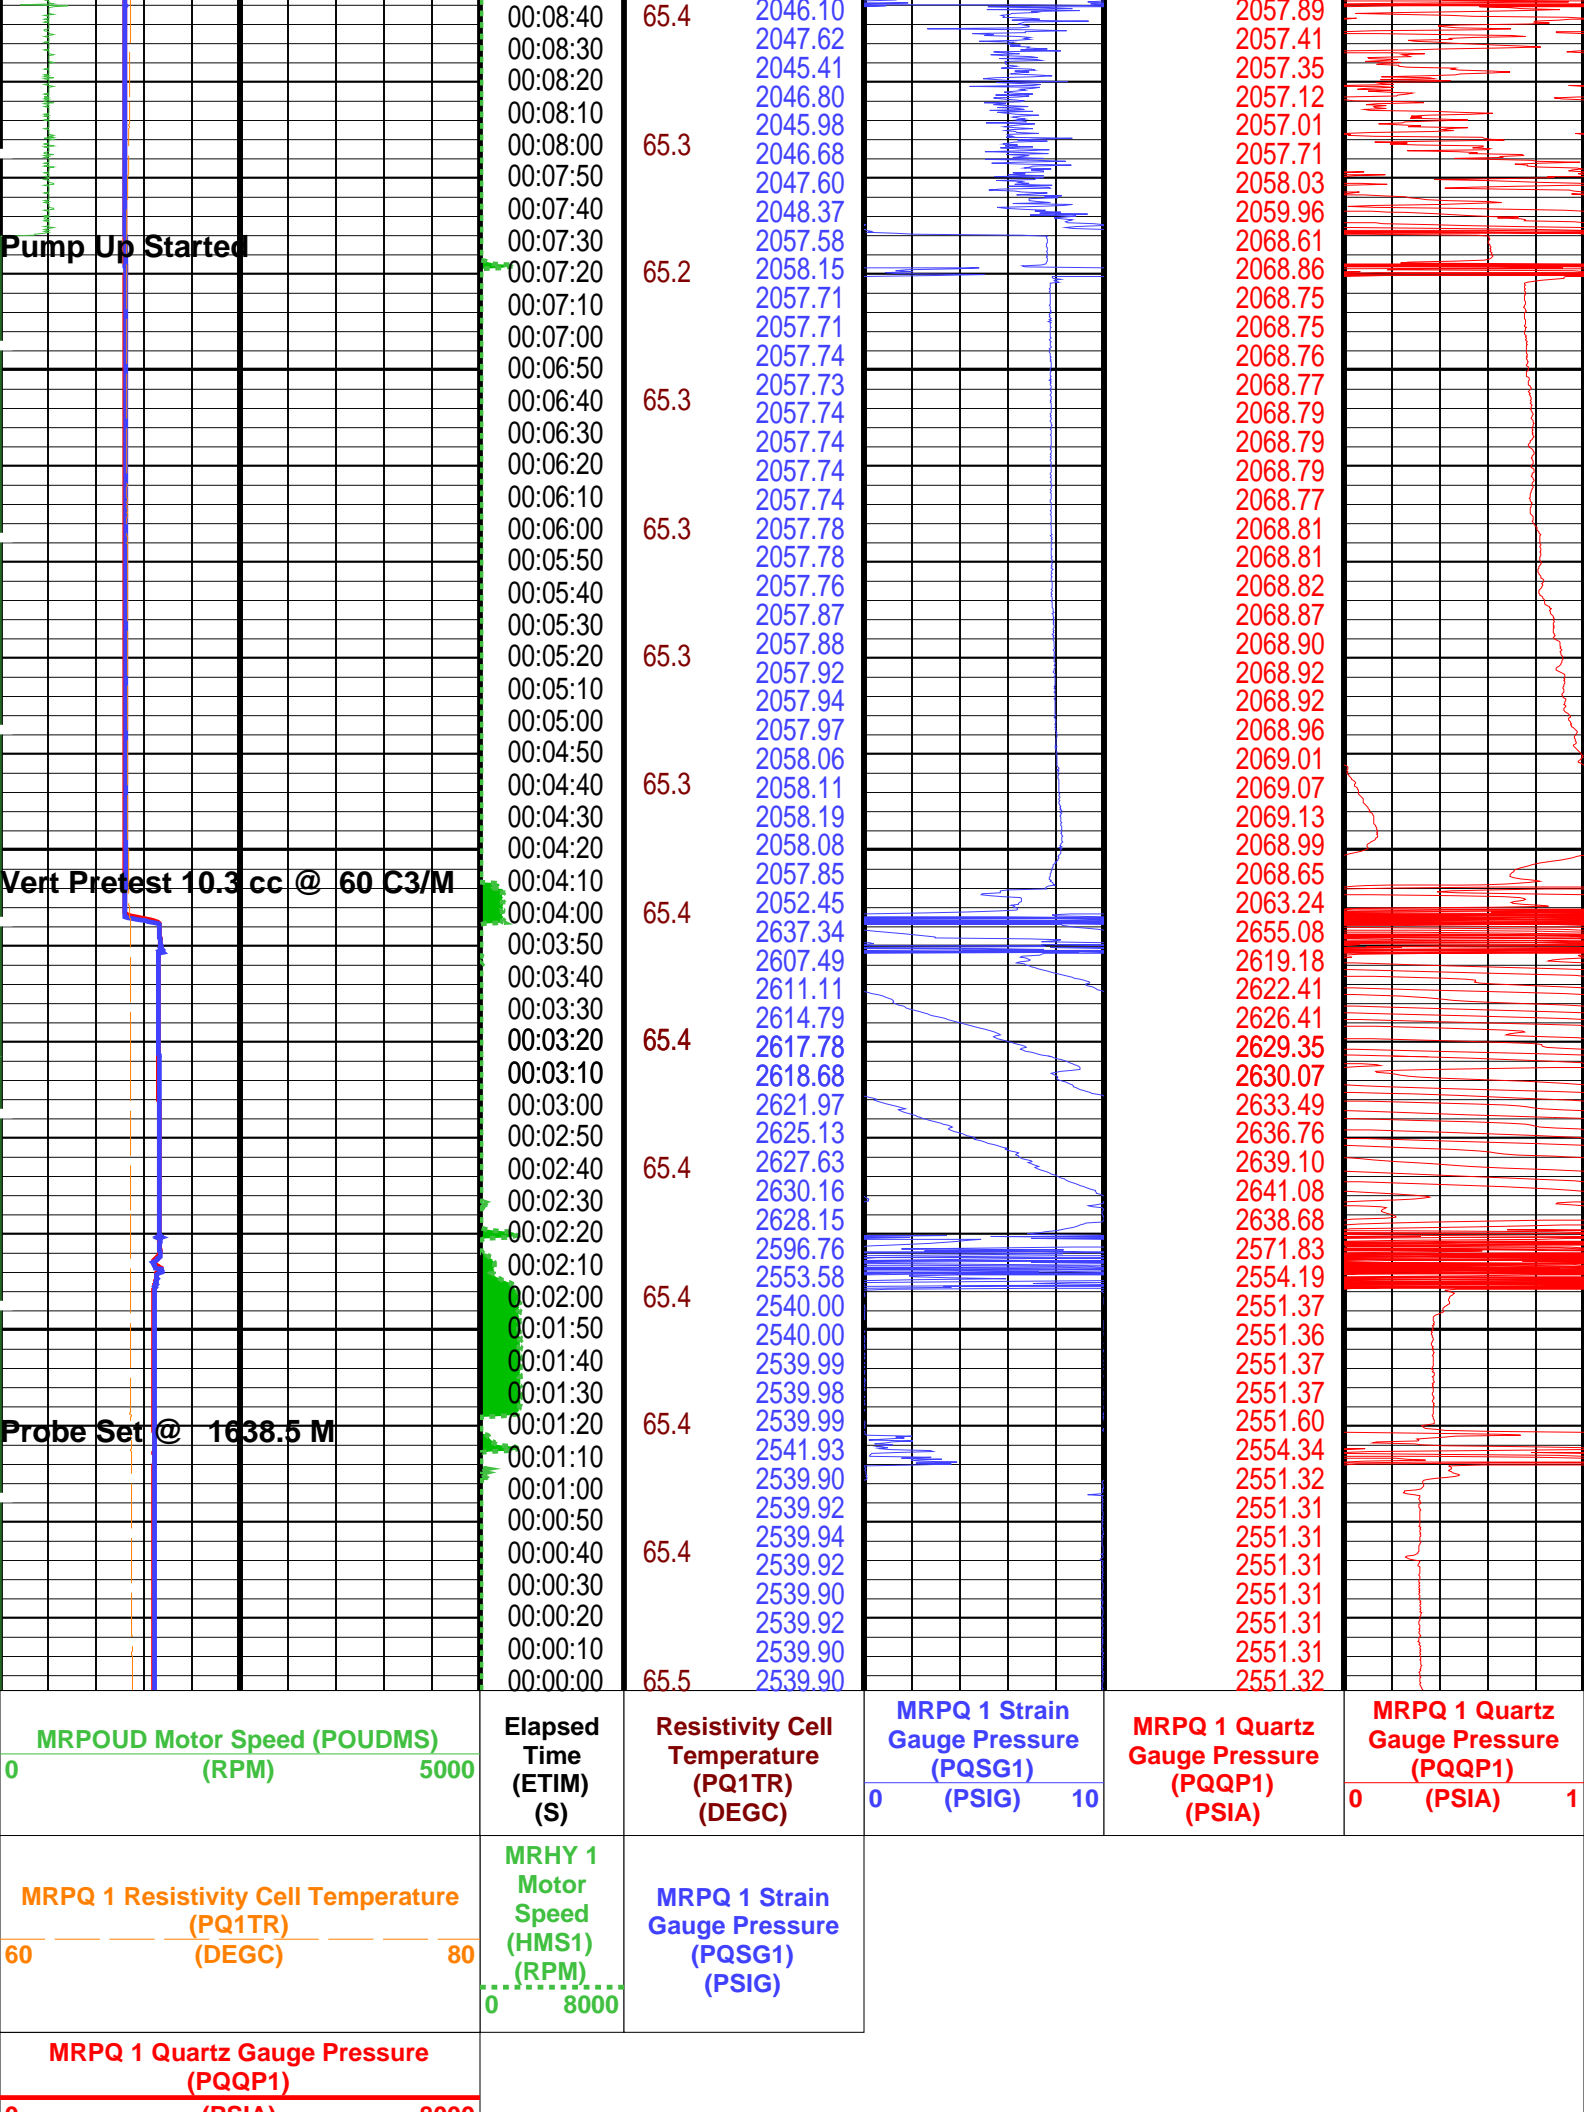 00:08:40 65.4 2046.10 2057.89
00:08:30 2047.62 2057.41
00:08:20 2045.41 2057.35
00:08:10 2046.80 2057.12
00:08:00 65.3 2045.98 2057.01
00:07:50 2046.68 2057.71
00:07:40 2047.60 2058.03
2048.37 2059.96
Pump Up Started 00:07:30 2057.58 2068.61
00:07:20 65.2 2058.15 2068.86
00:07:10 2057.71 2068.75
00:07:00 2057.71 2068.75
00:06:50 2057.74 2068.76
00:06:40 65.3 2057.73 2068.77
00:06:30 2057.74 2068.79
00:06:20 2057.74 2068.79
00:06:10 2057.74 2068.79
2057.74 2068.77
00:06:00 65.3 2057.78 2068.81
00:05:50 2057.78 2068.81
00:05:40 2057.76 2068.82
00:05:30 2057.87 2068.87
00:05:20 65.3 2057.88 2068.90
00:05:10 2057.92 2068.92
00:05:00 2057.94 2068.92
2057.97 2068.96
00:04:50 2058.06 2069.01
00:04:40 65.3 2058.11 2069.07
00:04:30 2058.19 2069.13
00:04:20 2058.08 2068.99
Vert Pretest 10.3 cc @ 60 C3/M 00:04:10 2057.85 2068.65
00:04:00 65.4 2052.45 2063.24
00:03:50 2637.34 2655.08
00:03:40 2607.49 2619.18
00:03:30 2611.11 2622.41
2614.79 2626.41
00:03:20 65.4 2617.78 2629.35
00:03:10 2618.68 2630.07
00:03:00 2621.97 2633.49
00:02:50 2625.13 2636.76
00:02:40 65.4 2627.63 2639.10
00:02:30 2630.16 2641.08
00:02:20 2628.15 2638.68
00:02:10 2596.76 2571.83
2553.58 2554.19
00:02:00 65.4 2540.00 2551.37
00:01:50 2540.00 2551.36
00:01:40 2539.99 2551.37
00:01:30 2539.98 2551.37
Probe Set @ 1638.5 M 00:01:20 65.4 2539.99 2551.60
00:01:10 2541.93 2554.34
00:01:00 2539.90 2551.32
00:00:50 2539.92 2551.31
2539.94 2551.31
00:00:40 65.4 2539.92 2551.31
00:00:30 2539.90 2551.31
00:00:20 2539.92 2551.31
00:00:10 2539.90 2551.31
00:00:00 65.5 2539.90 2551.32
MRPOUD Motor Speed (POUDMS)
0 (RPM) 5000
Elapsed
Time
(ETIM)
(S)
Resistivity Cell
Temperature
(PQ1TR)
(DEGC)
MRPQ 1 Strain
Gauge Pressure
(PQSG1)
0 (PSIG) 10
MRPQ 1 Quartz
Gauge Pressure
(PQQP1)
(PSIA)
MRPQ 1 Quartz
Gauge Pressure
(PQQP1)
0 (PSIA) 1
MRPQ 1 Resistivity Cell Temperature
(PQ1TR)
60 (DEGC) 80
MRHY 1
Motor
Speed
(HMS1)
(RPM)
0 8000
MRPQ 1 Strain
Gauge Pressure
(PQSG1)
(PSIG)
MRPQ 1 Quartz Gauge Pressure
(PQQP1)
0 (PSIA) 8000